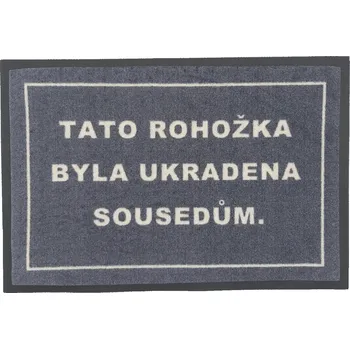 TATO ROHOŽKA
BYLA UKRADENA
SOUSEDŮM.